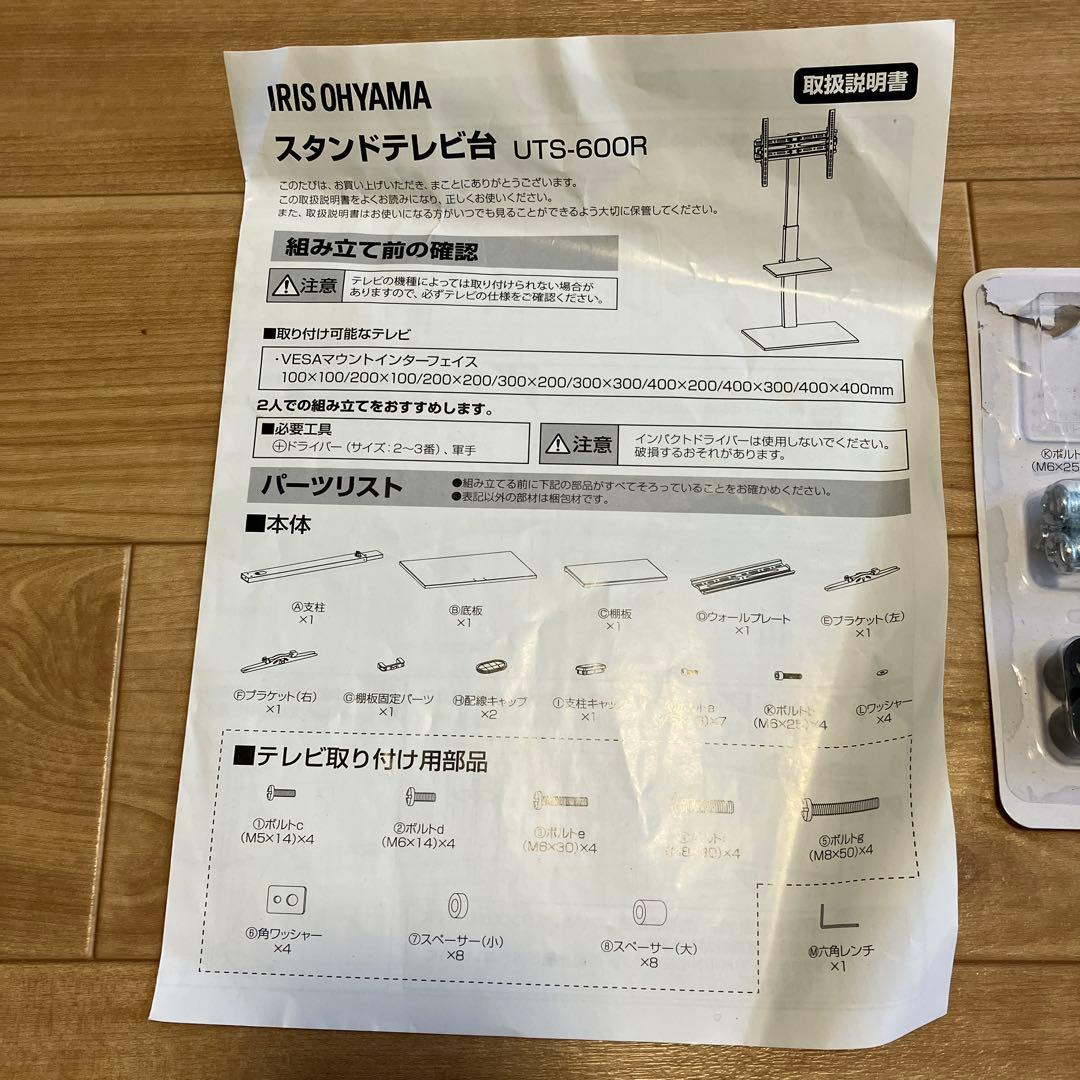 IRIS OHYAMA
取扱説明書
スタンドテレビ台 UTS-600R
このたびは、お買い上げいただき、まことにありがとうございます。
この取扱説明書をよくお読みになり、正しくお使いください。
また、取扱説明書はお使いになる方がいつでも見ることができるよう大切に保管してください。
組み立て前の確認
注意
テレビの機種によっては取り付けられない場合が
ありますので、必ずテレビの仕様をご確認ください。
■取り付け可能なテレビ
・VESAマウントインターフェイス
100×100/200×100/200×200/300×200/300×300/400×200/400×300/400×400mm
2人での組み立てをおすすめします。
■必要工具
⊕ドライバー(サイズ:2〜3番)、軍手
注意
インパクトドライバーは使用しないでください。
破損するおそれがあります。
パーツリスト
●組み立てる前に下記の部品がすべてそろっていることをお確かめください。
●表記以外の部材は梱包材です。
■本体
Ⓐ支柱
×1
Ⓑ底板
×1
Ⓒ棚板
×1
Ⓓウォールプレート
×1
Ⓔブラケット(左)
×1
Ⓕブラケット(右)
×1
Ⓖ棚板固定パーツ
×1
Ⓗ配線キャップ
×2
Ⓘ支柱キャップ
×1
×7
Ⓚボルトb
(M6×25)×4
Ⓛワッシャー
×4
■テレビ取り付け用部品
①ボルトc
(M5×14)×4
②ボルトd
(M6×14)×4
③ボルトe
(M6×30)×4
×4
⑤ボルトg
(M8×50)×4
⑥角ワッシャー
×4
⑦スペーサー(小)
×8
⑧スペーサー(大)
×8
Ⓜ六角レンチ
×1
Ⓚボルト
(M6×25